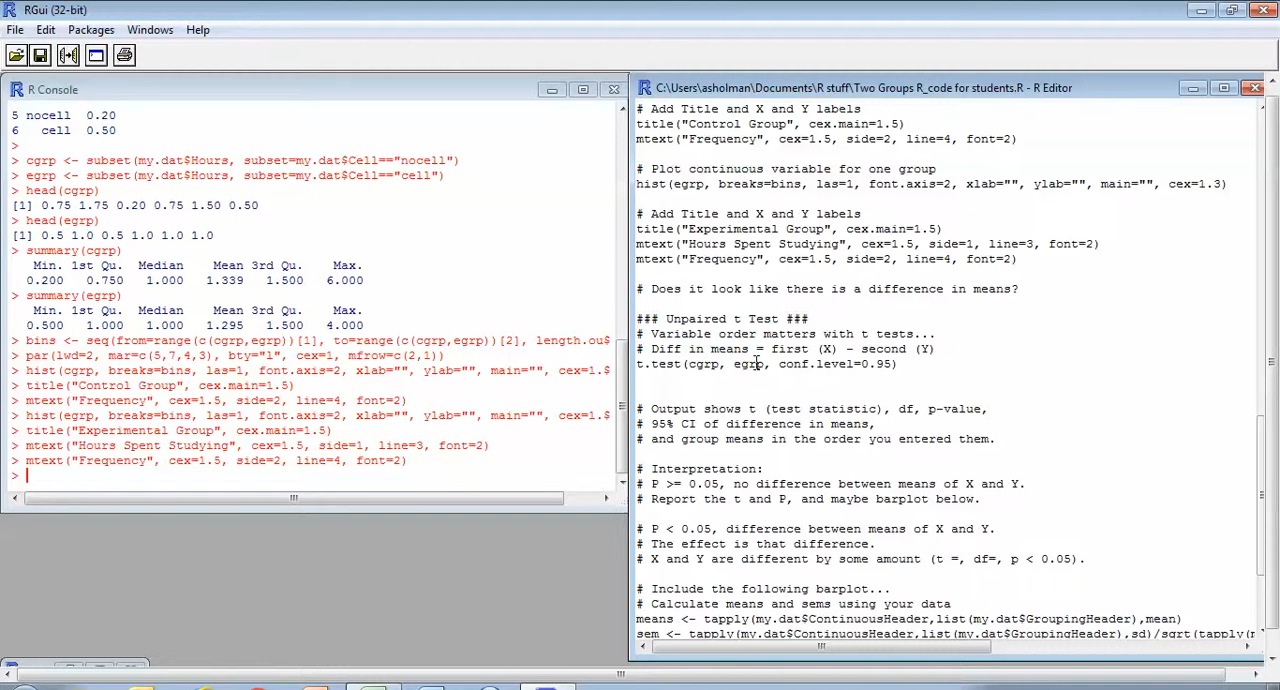 RGui (32-bit)
File Edit Packages Windows Help
R Console
5 nocell 0.20
6 cell 0.50
>
> cgrp <- subset(my.dat$Hours, subset=my.dat$Cell=="nocell")
> egrp <- subset(my.dat$Hours, subset=my.dat$Cell=="cell")
> head(cgrp)
[1] 0.75 1.75 0.20 0.75 1.50 0.50
> head(egrp)
[1] 0.5 1.0 0.5 1.0 1.0 1.0
> summary(cgrp)
Min. 1st Qu. Median Mean 3rd Qu. Max.
0.200 0.750 1.000 1.339 1.500 6.000
> summary(egrp)
Min. 1st Qu. Median Mean 3rd Qu. Max.
0.500 1.000 1.000 1.295 1.500 4.000
> bins <- seq(from=range(c(cgrp,egrp))[1], to=range(c(cgrp,egrp))[2], length.ou$
> par(lwd=2, mar=c(5,7,4,3), bty="l", cex=1, mfrow=c(2,1))
> hist(cgrp, breaks=bins, las=1, font.axis=2, xlab="", ylab="", main="", cex=1.$
> title("Control Group", cex.main=1.5)
> mtext("Frequency", cex=1.5, side=2, line=4, font=2)
> hist(egrp, breaks=bins, las=1, font.axis=2, xlab="", ylab="", main="", cex=1.$
> title("Experimental Group", cex.main=1.5)
> mtext("Hours Spent Studying", cex=1.5, side=1, line=3, font=2)
> mtext("Frequency", cex=1.5, side=2, line=4, font=2)
>
C:\Users\asholman\Documents\R stuff\Two Groups R_code for students.R - R Editor
# Add Title and X and Y labels
title("Control Group", cex.main=1.5)
mtext("Frequency", cex=1.5, side=2, line=4, font=2)
# Plot continuous variable for one group
hist(egrp, breaks=bins, las=1, font.axis=2, xlab="", ylab="", main="", cex=1.3)
# Add Title and X and Y labels
title("Experimental Group", cex.main=1.5)
mtext("Hours Spent Studying", cex=1.5, side=1, line=3, font=2)
mtext("Frequency", cex=1.5, side=2, line=4, font=2)
# Does it look like there is a difference in means?
### Unpaired t Test ###
# Variable order matters with t tests...
# Diff in means = first (X) - second (Y)
t.test(cgrp, egrp, conf.level=0.95)
# Output shows t (test statistic), df, p-value,
# 95% CI of difference in means,
# and group means in the order you entered them.
# Interpretation:
# P >= 0.05, no difference between means of X and Y.
# Report the t and P, and maybe barplot below.
# P < 0.05, difference between means of X and Y.
# The effect is that difference.
# X and Y are different by some amount (t =, df=, p < 0.05).
# Include the following barplot...
# Calculate means and sems using your data
means <- tapply(my.dat$ContinuousHeader,list(my.dat$GroupingHeader),mean)
sem <- tapply(my.dat$ContinuousHeader,list(my.dat$GroupingHeader),sd)/sqrt(tapply(m